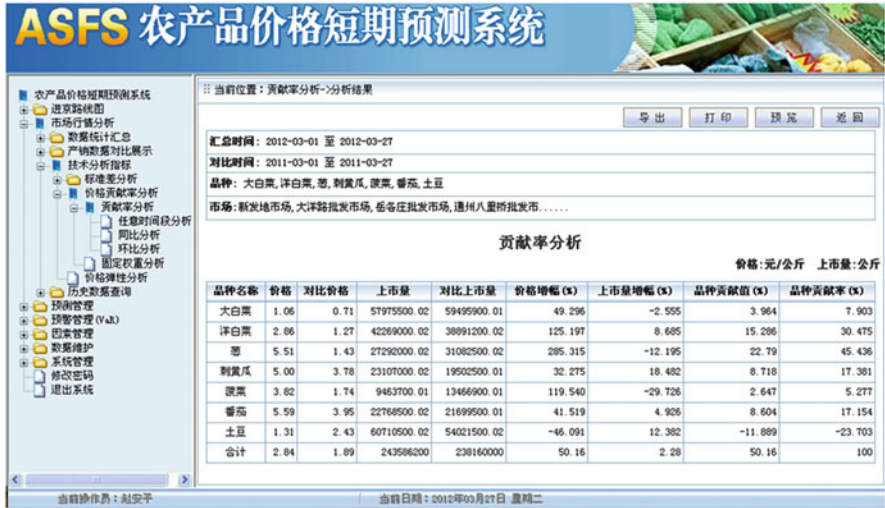 ASFS 农产品价格短期预测系统
农产品价格短期预测系统
进京路线图
市场行情分析
数据统计汇总
产销数据对比展示
技术分析指标
标准差分析
价格贡献率分析
贡献率分析
任意时间段分析
同比分析
环比分析
固定权重分析
价格弹性分析
历史数据查询
预测管理
预警管理(VaR)
因素管理
数据维护
系统管理
修改密码
退出系统
当前位置：贡献率分析->分析结果
导出 打印 预览 返回
汇总时间：2012-03-01 至 2012-03-27
对比时间：2011-03-01 至 2011-03-27
品种：大白菜,洋白菜,葱,刺黄瓜,菠菜,番茄,土豆
市场:新发地市场,大洋路批发市场,岳各庄批发市场,通州八里桥批发市......
贡献率分析
价格:元/公斤 上市量:公斤
品种名称 价格 对比价格 上市量 对比上市量 价格增幅(%) 上市量增幅(%) 品种贡献值(%) 品种贡献率(%)
大白菜 1.06 0.71 57975500.02 59495900.01 49.296 -2.555 3.964 7.903
洋白菜 2.86 1.27 42269000.02 38891200.02 125.197 8.685 15.286 30.475
葱 5.51 1.43 27292000.02 31082500.02 285.315 -12.195 22.79 45.436
刺黄瓜 5.00 3.78 23107000.02 19502500.01 32.275 18.482 8.718 17.381
菠菜 3.82 1.74 9463700.01 13466900.01 119.540 -29.726 2.647 5.277
番茄 5.59 3.95 22768500.02 21699500.01 41.519 4.926 8.604 17.154
土豆 1.31 2.43 60710500.02 54021500.02 -46.091 12.382 -11.889 -23.703
合计 2.84 1.89 243586200 238160000 50.16 2.28 50.16 100
当前操作员：赵安平 当前日期：2012年03月27日 星期二